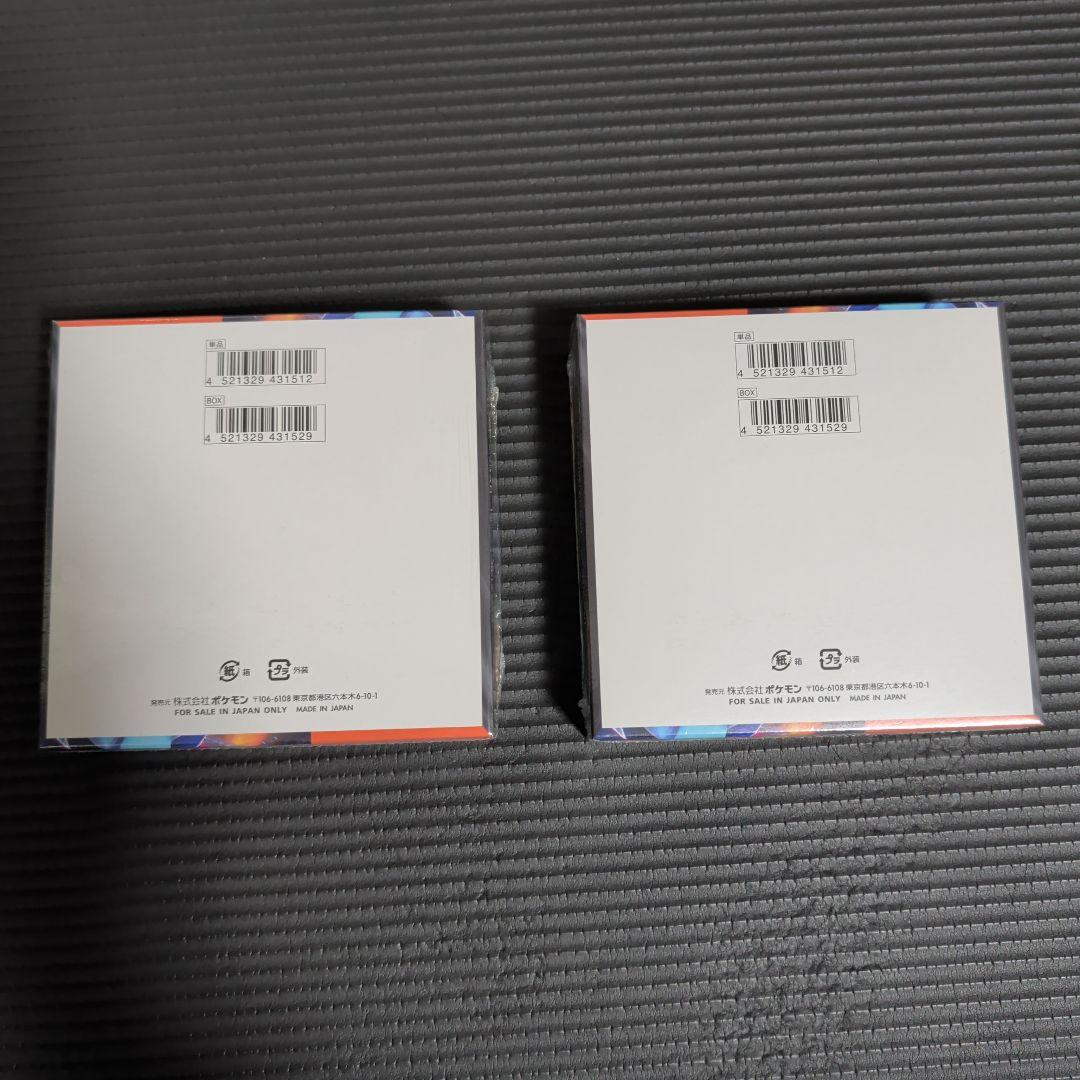 単品
4 521329 431512
BOX
4 521329 431529
紙 箱 プラ 外装
発売元 株式会社ポケモン 〒106-6108 東京都港区六本木6-10-1
FOR SALE IN JAPAN ONLY MADE IN JAPAN
単品
4 521329 431512
BOX
4 521329 431529
紙 箱 プラ 外装
発売元 株式会社ポケモン 〒106-6108 東京都港区六本木6-10-1
FOR SALE IN JAPAN ONLY MADE IN JAPAN